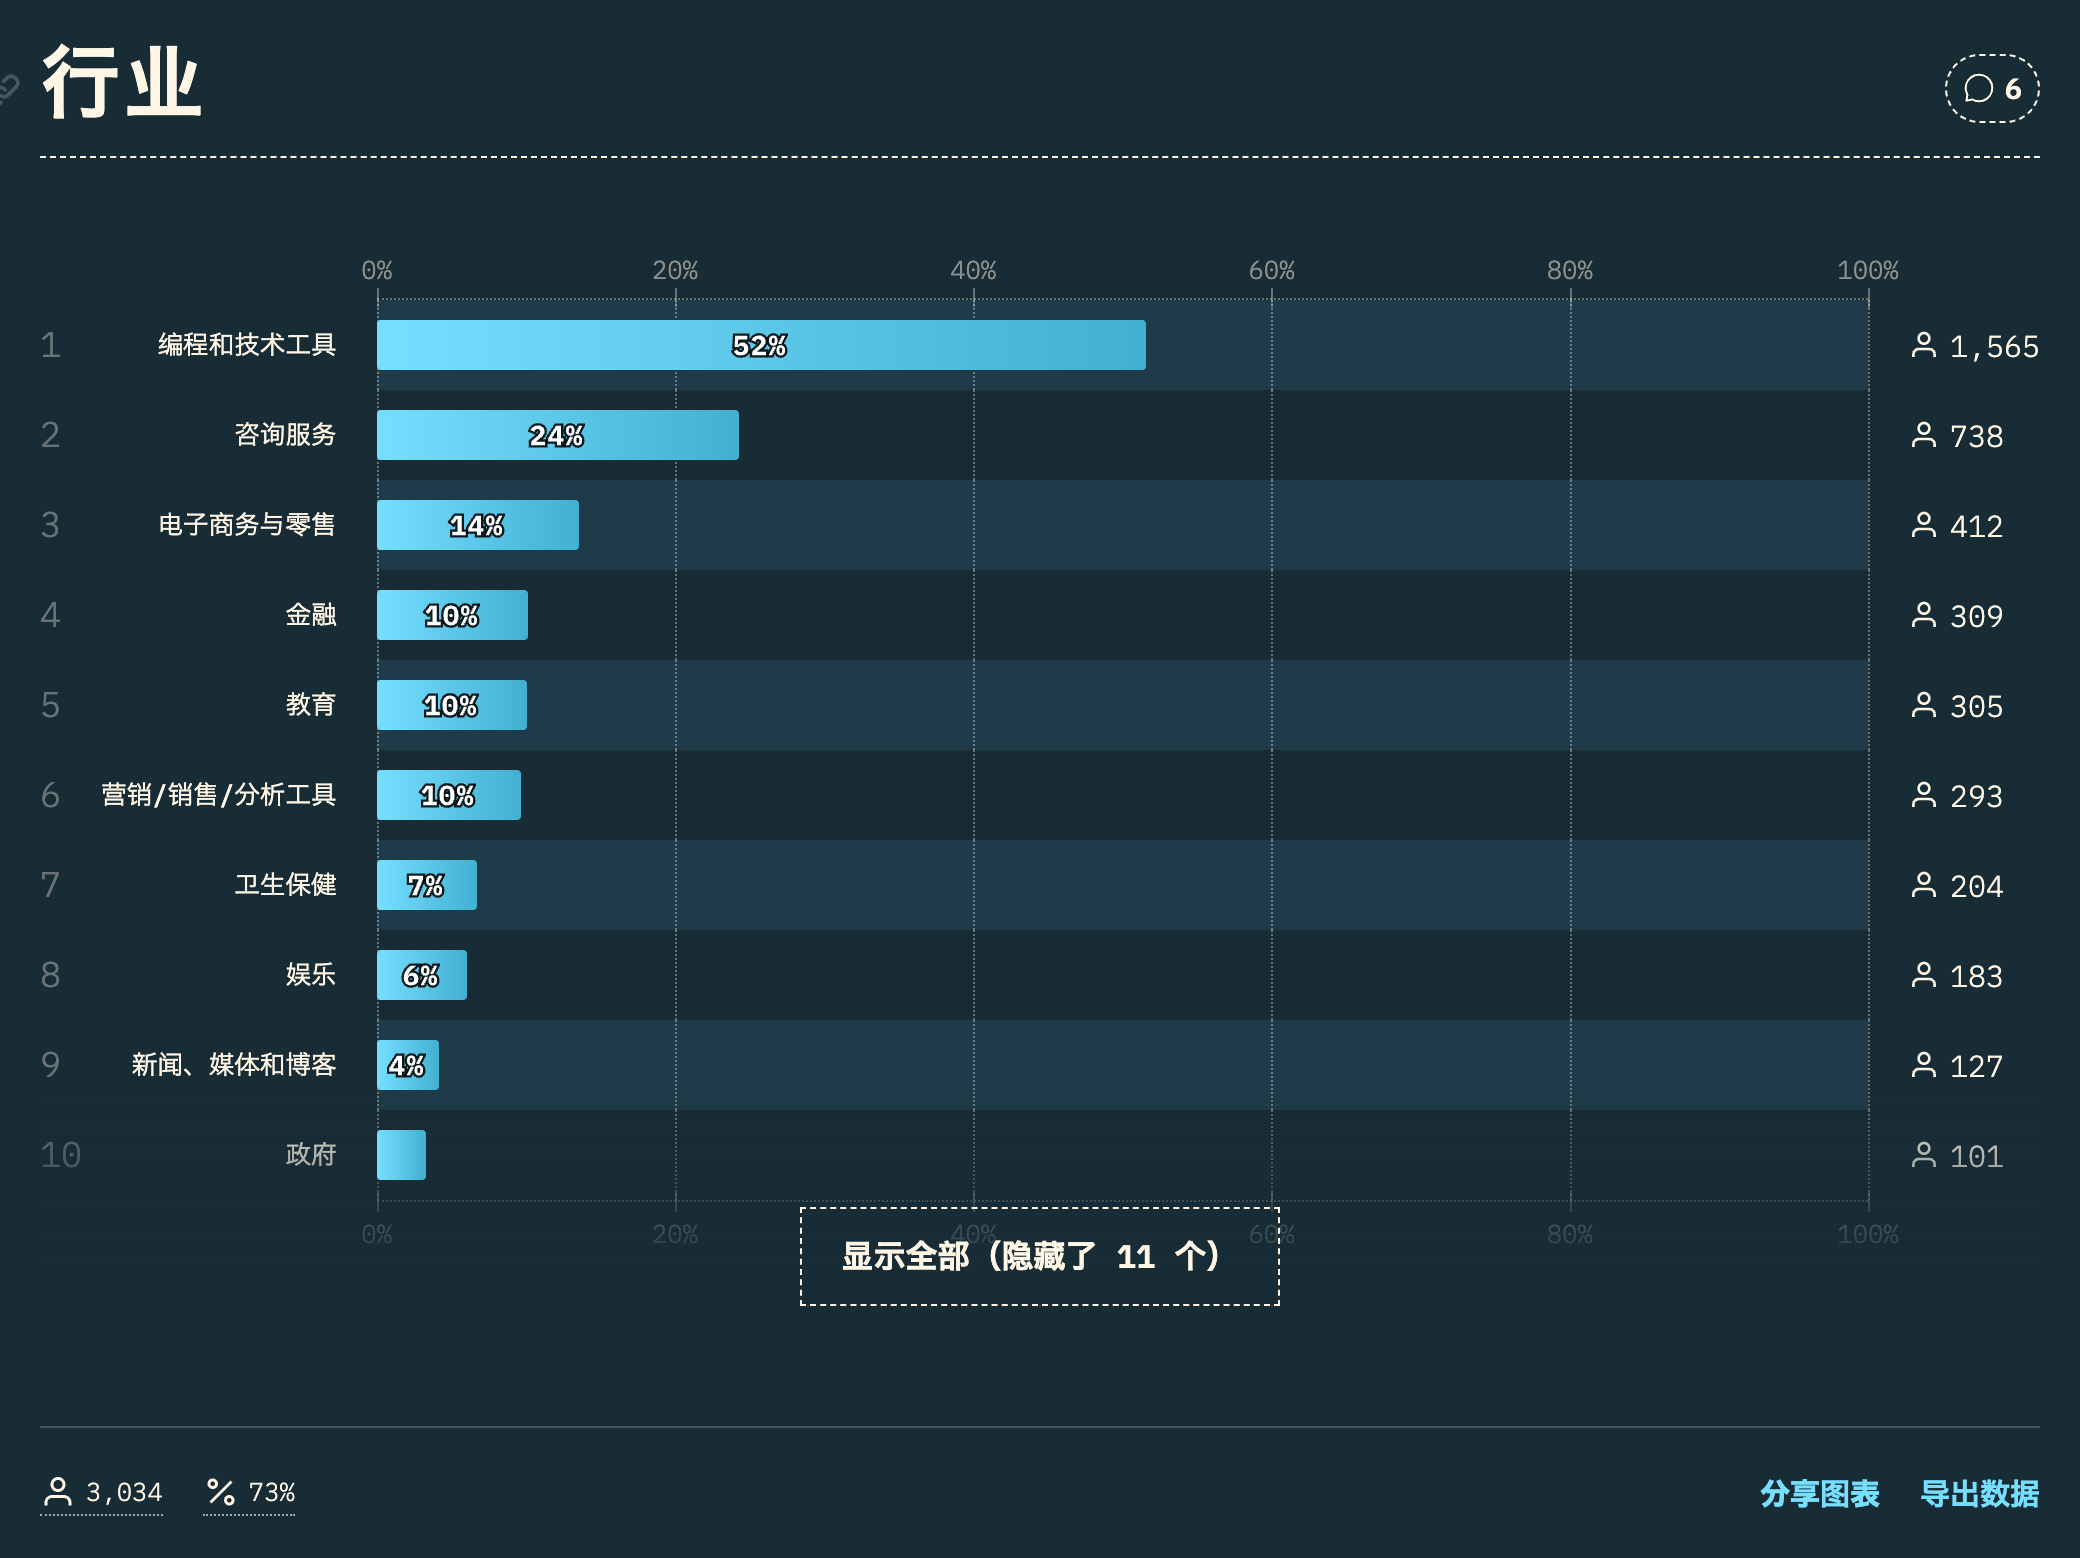 行业
6
0% 20% 40% 60% 80% 100%
1 编程和技术工具 52% 1,565
2 咨询服务 24% 738
3 电子商务与零售 14% 412
4 金融 10% 309
5 教育 10% 305
6 营销/销售/分析工具 10% 293
7 卫生保健 7% 204
8 娱乐 6% 183
9 新闻、媒体和博客 4% 127
10 政府 101
0% 20% 40% 60% 80% 100%
显示全部（隐藏了 11 个）
3,034 73% 分享图表 导出数据